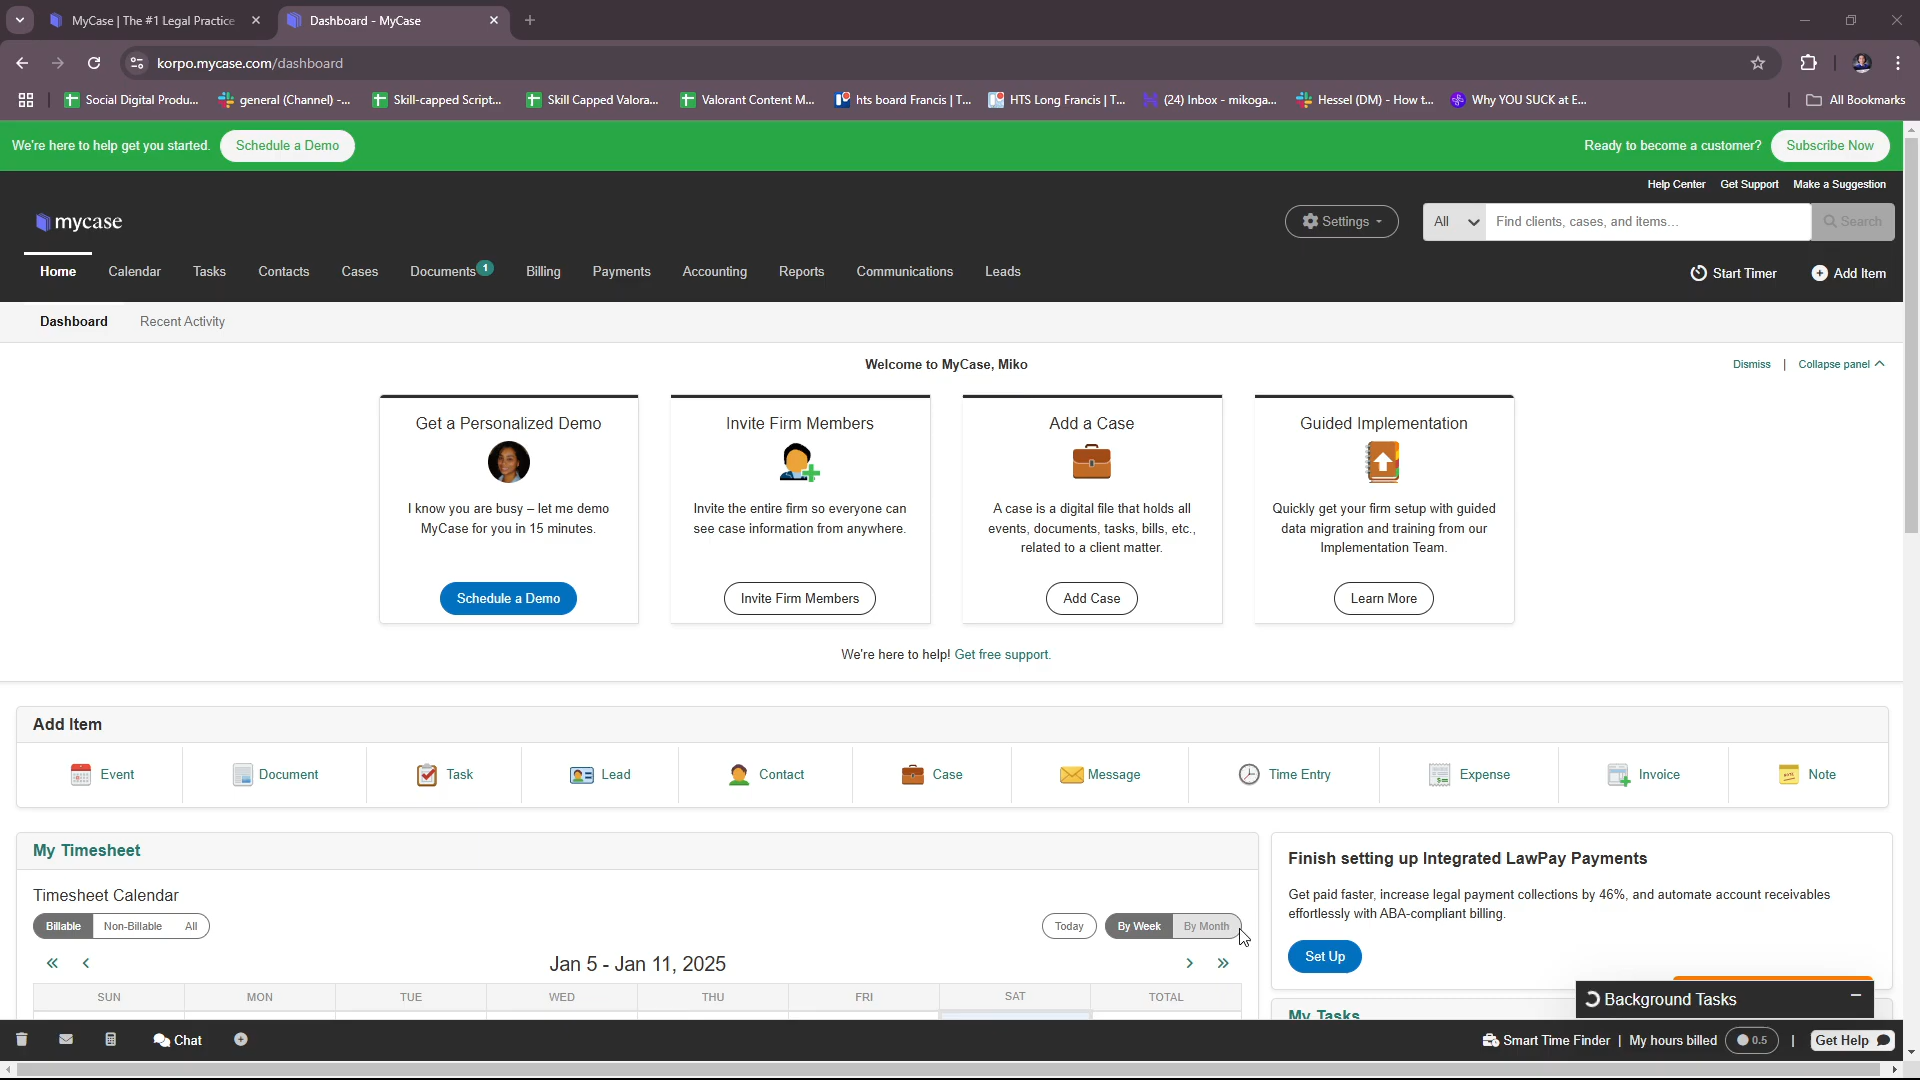 MyCase | The #1 Legal Practice
Dashboard - MyCase
korpo.mycase.com/dashboard
Social Digital Produ...
general (Channel) -...
Skill-capped Script...
Skill Capped Valora...
Valorant Content M...
hts board Francis | T...
HTS Long Francis | T...
(24) Inbox - mikoga...
Hessel (DM) - How t...
Why YOU SUCK at E...
All Bookmarks
We're here to help get you started.
Schedule a Demo
Ready to become a customer?
Subscribe Now
Help Center
Get Support
Make a Suggestion
mycase
Settings
All
Find clients, cases, and items...
Search
Home
Calendar
Tasks
Contacts
Cases
Documents
1
Billing
Payments
Accounting
Reports
Communications
Leads
Start Timer
Add Item
Dashboard
Recent Activity
Welcome to MyCase, Miko
Dismiss | Collapse panel
Get a Personalized Demo
I know you are busy – let me demo
MyCase for you in 15 minutes.
Schedule a Demo
Invite Firm Members
Invite the entire firm so everyone can
see case information from anywhere.
Invite Firm Members
Add a Case
A case is a digital file that holds all
events, documents, tasks, bills, etc.,
related to a client matter.
Add Case
Guided Implementation
Quickly get your firm setup with guided
data migration and training from our
Implementation Team.
Learn More
We're here to help! Get free support.
Add Item
Event
Document
Task
Lead
Contact
Case
Message
Time Entry
Expense
Invoice
Note
My Timesheet
Timesheet Calendar
Billable
Non-Billable
All
Today
By Week
By Month
Jan 5 - Jan 11, 2025
SUN
MON
TUE
WED
THU
FRI
SAT
TOTAL
Finish setting up Integrated LawPay Payments
Get paid faster, increase legal payment collections by 46%, and automate account receivables
effortlessly with ABA-compliant billing.
Set Up
My Tasks
Background Tasks
Chat
Smart Time Finder | My hours billed
0.5
|
Get Help